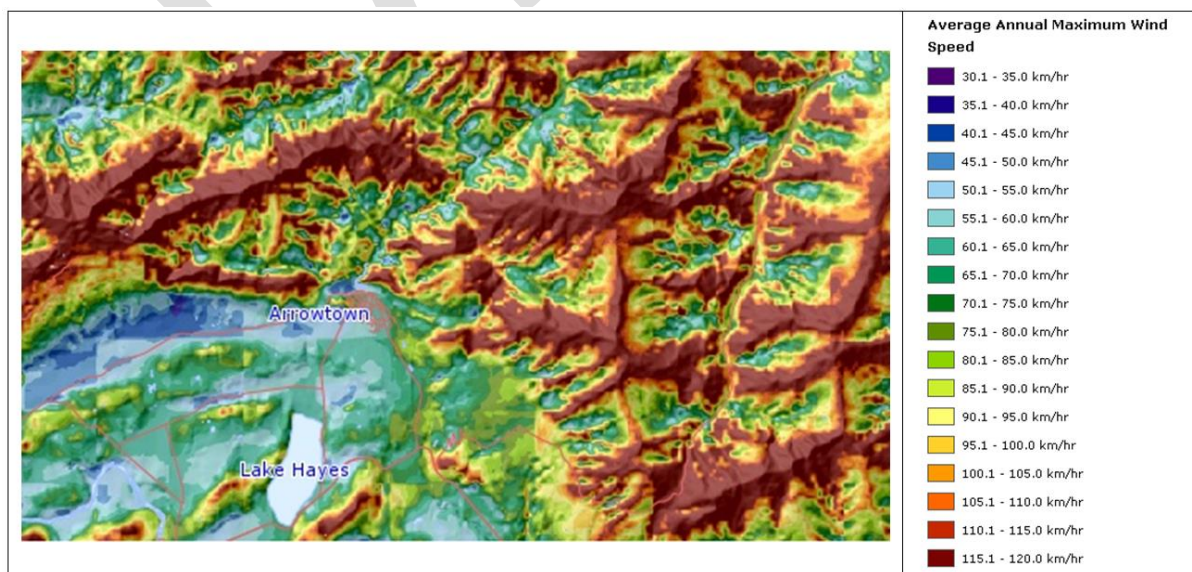 Average Annual Maximum Wind
Speed
30.1 - 35.0 km/hr
35.1 - 40.0 km/hr
40.1 - 45.0 km/hr
45.1 - 50.0 km/hr
50.1 - 55.0 km/hr
55.1 - 60.0 km/hr
60.1 - 65.0 km/hr
65.1 - 70.0 km/hr
70.1 - 75.0 km/hr
75.1 - 80.0 km/hr
80.1 - 85.0 km/hr
85.1 - 90.0 km/hr
90.1 - 95.0 km/hr
95.1 - 100.0 km/hr
100.1 - 105.0 km/hr
105.1 - 110.0 km/hr
110.1 - 115.0 km/hr
115.1 - 120.0 km/hr
Arrowtown
Lake Hayes